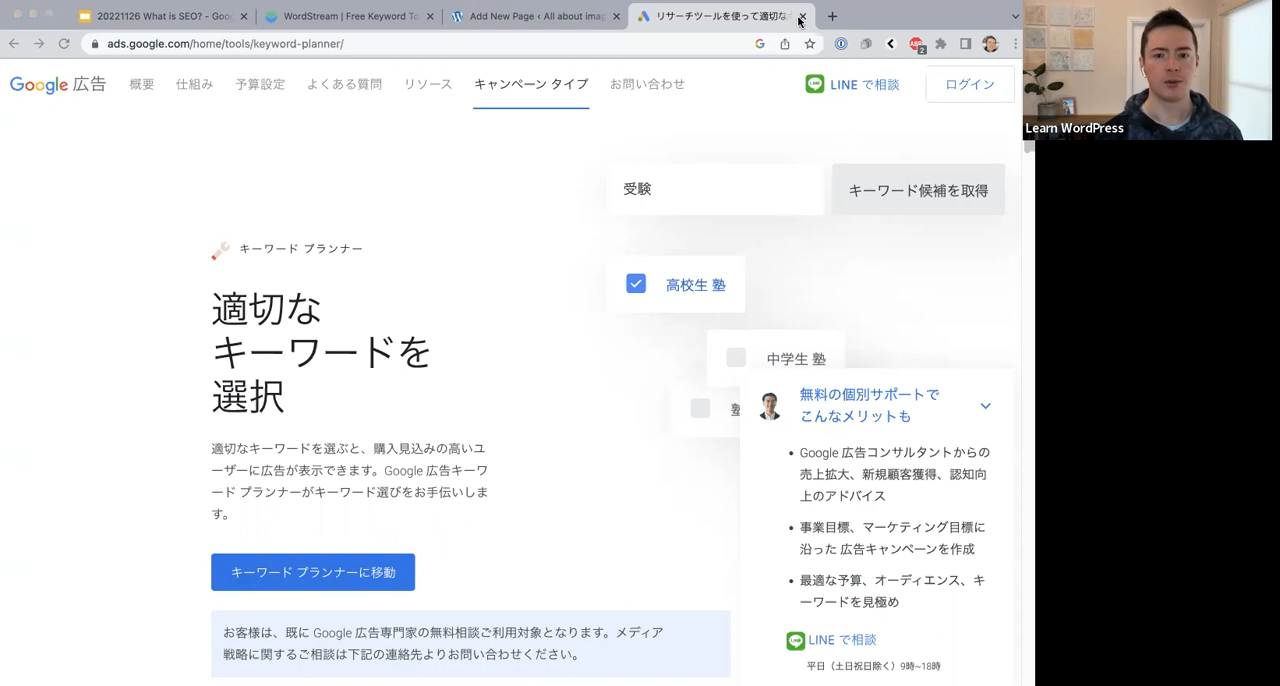 20221126 What is SEO? - Goo
WordStream | Free Keyword To
Add New Page ‹ All about imag
リサーチツールを使って適切な
ads.google.com/home/tools/keyword-planner/
2
Google 広告
概要
仕組み
予算設定
よくある質問
リソース
キャンペーン タイプ
お問い合わせ
LINE で相談
ログイン
Learn WordPress
受験
キーワード候補を取得
キーワード プランナー
高校生 塾
適切な
キーワードを
選択
中学生 塾
塾
無料の個別サポートで
こんなメリットも
適切なキーワードを選ぶと、購入見込みの高いユ
ーザーに広告が表示できます。Google 広告キーワ
ード プランナーがキーワード選びをお手伝いしま
す。
• Google 広告コンサルタントからの
売上拡大、新規顧客獲得、認知向
上のアドバイス
• 事業目標、マーケティング目標に
沿った 広告キャンペーンを作成
• 最適な予算、オーディエンス、キ
ーワードを見極め
キーワード プランナーに移動
お客様は、既に Google 広告専門家の無料相談ご利用対象となります。メディア
戦略に関するご相談は下記の連絡先よりお問い合わせください。
LINE で相談
平日（土日祝日除く）9時~18時